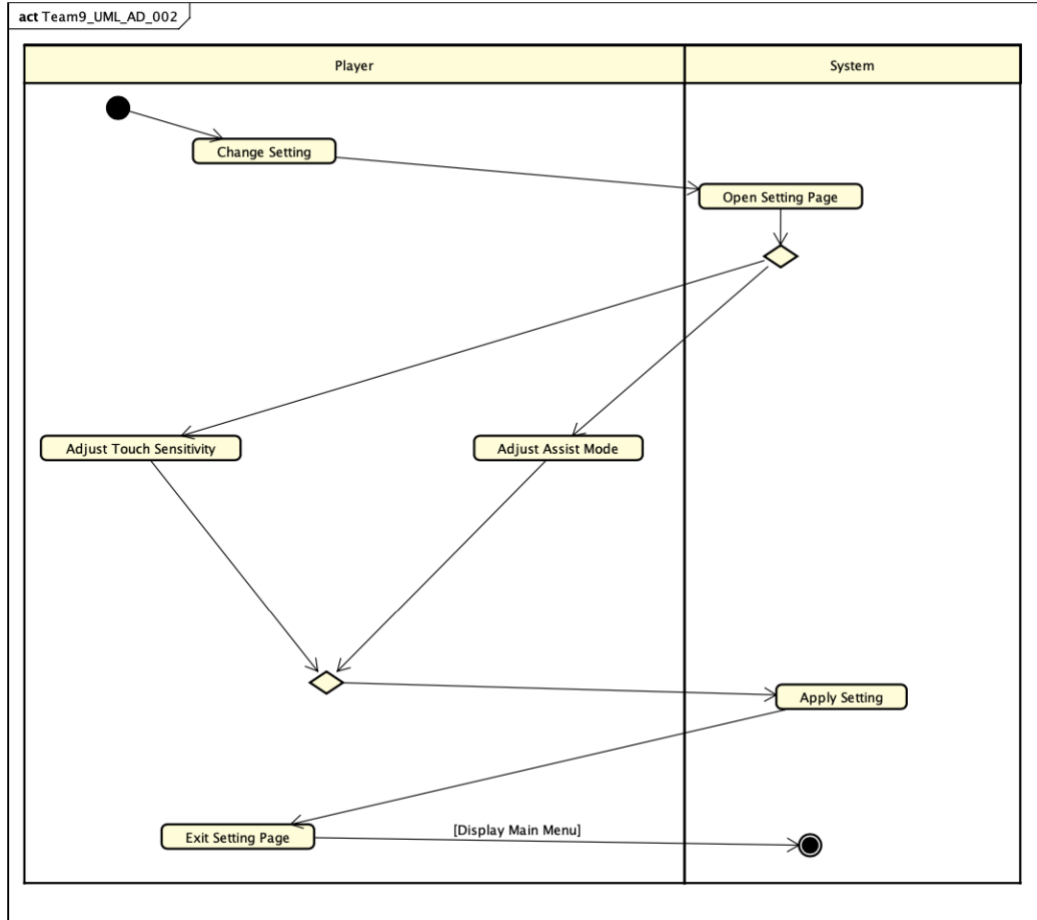 act Team9_UML_AD_002
Player
System
Change Setting
Open Setting Page
Adjust Touch Sensitivity
Adjust Assist Mode
Apply Setting
Exit Setting Page
[Display Main Menu]